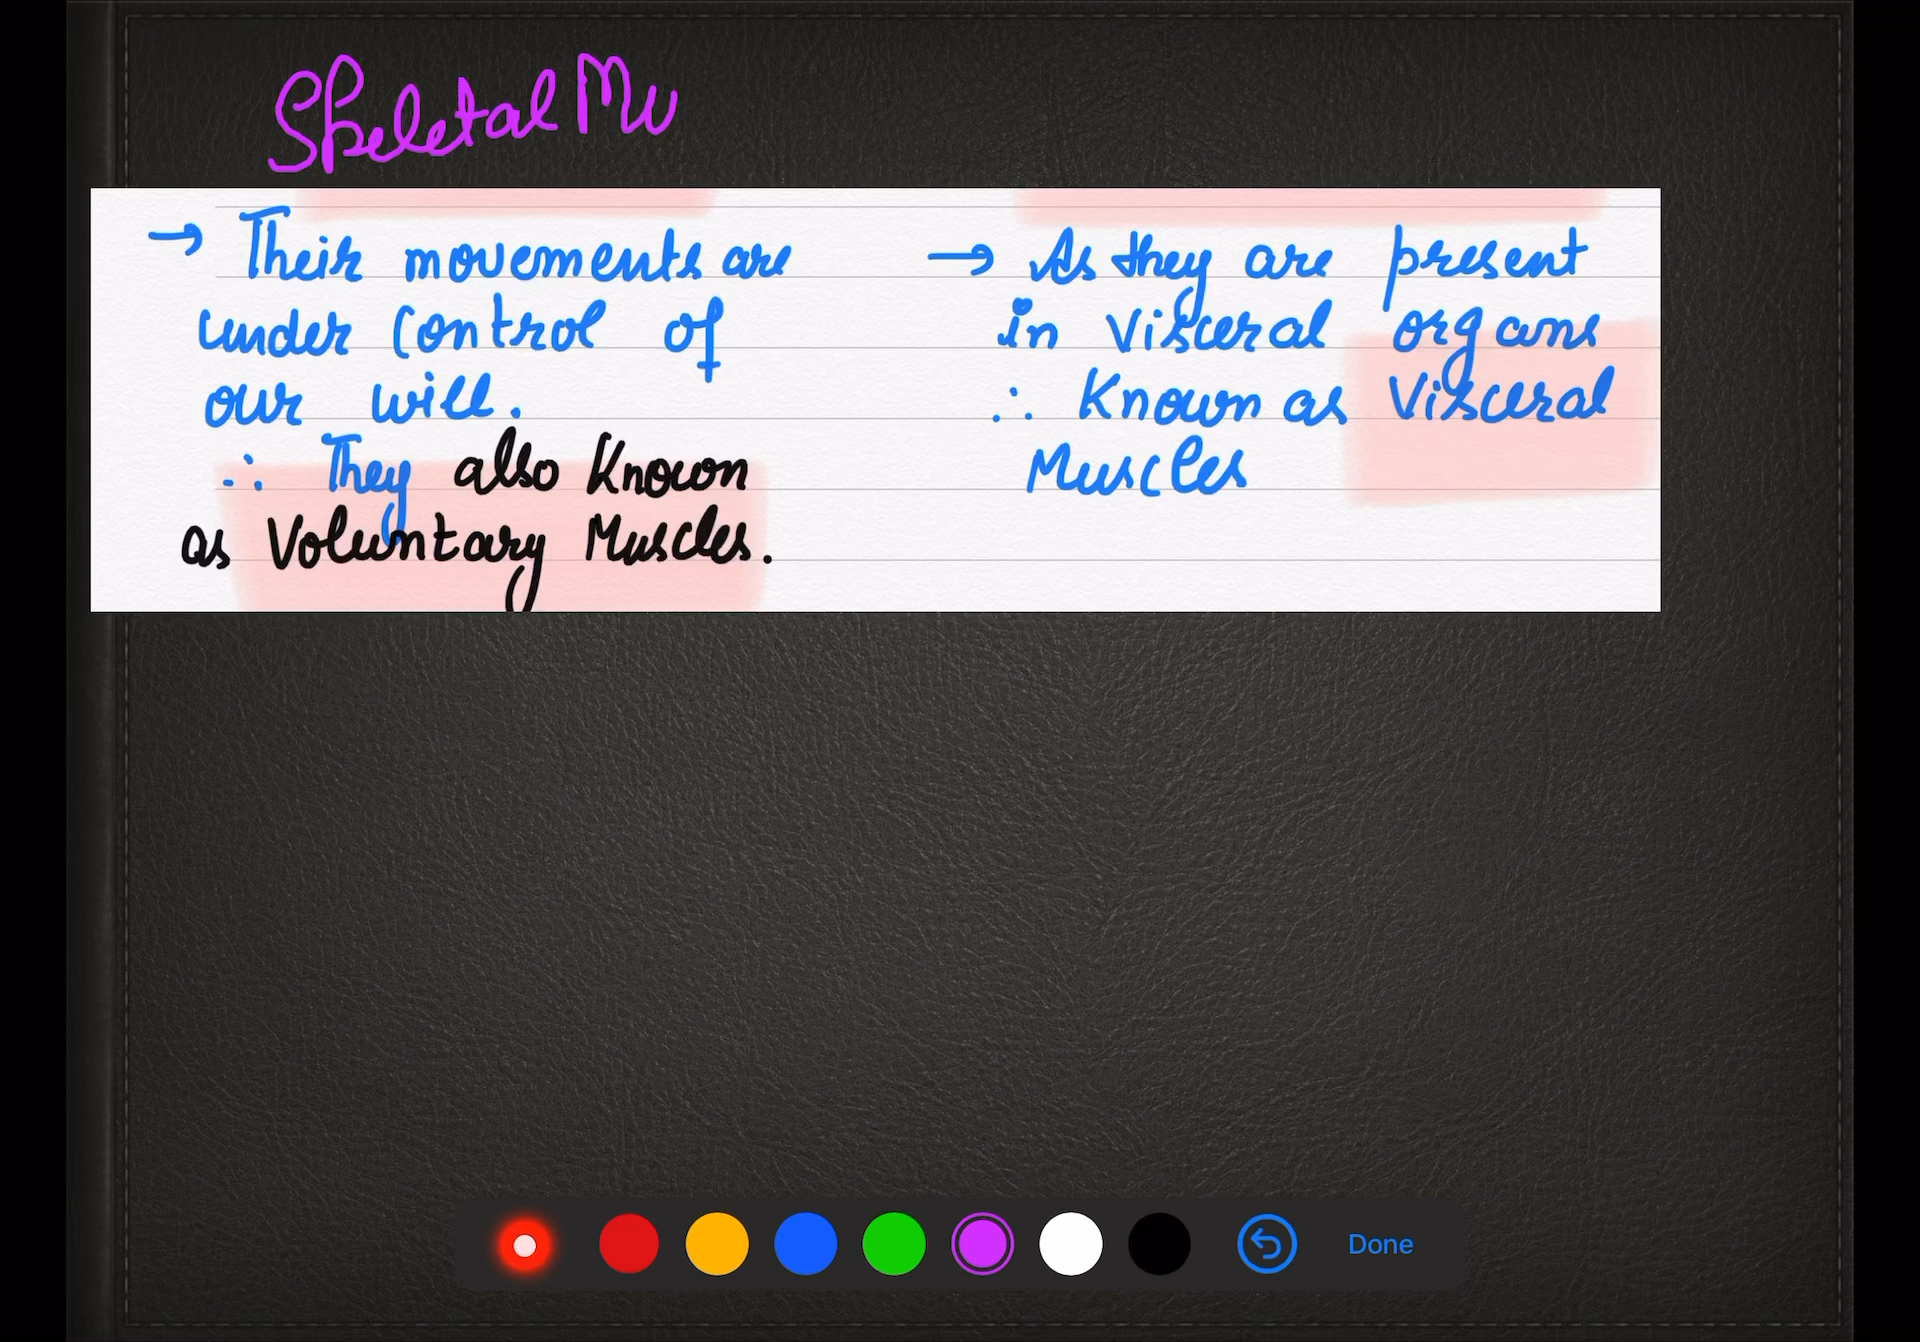 Skeletal Mu
→ Their movements are
under control of
our will.
∴ They also Known
as Voluntary Muscles.
→ As they are present
in Visceral organs
∴ Known as Visceral
Muscles
Done